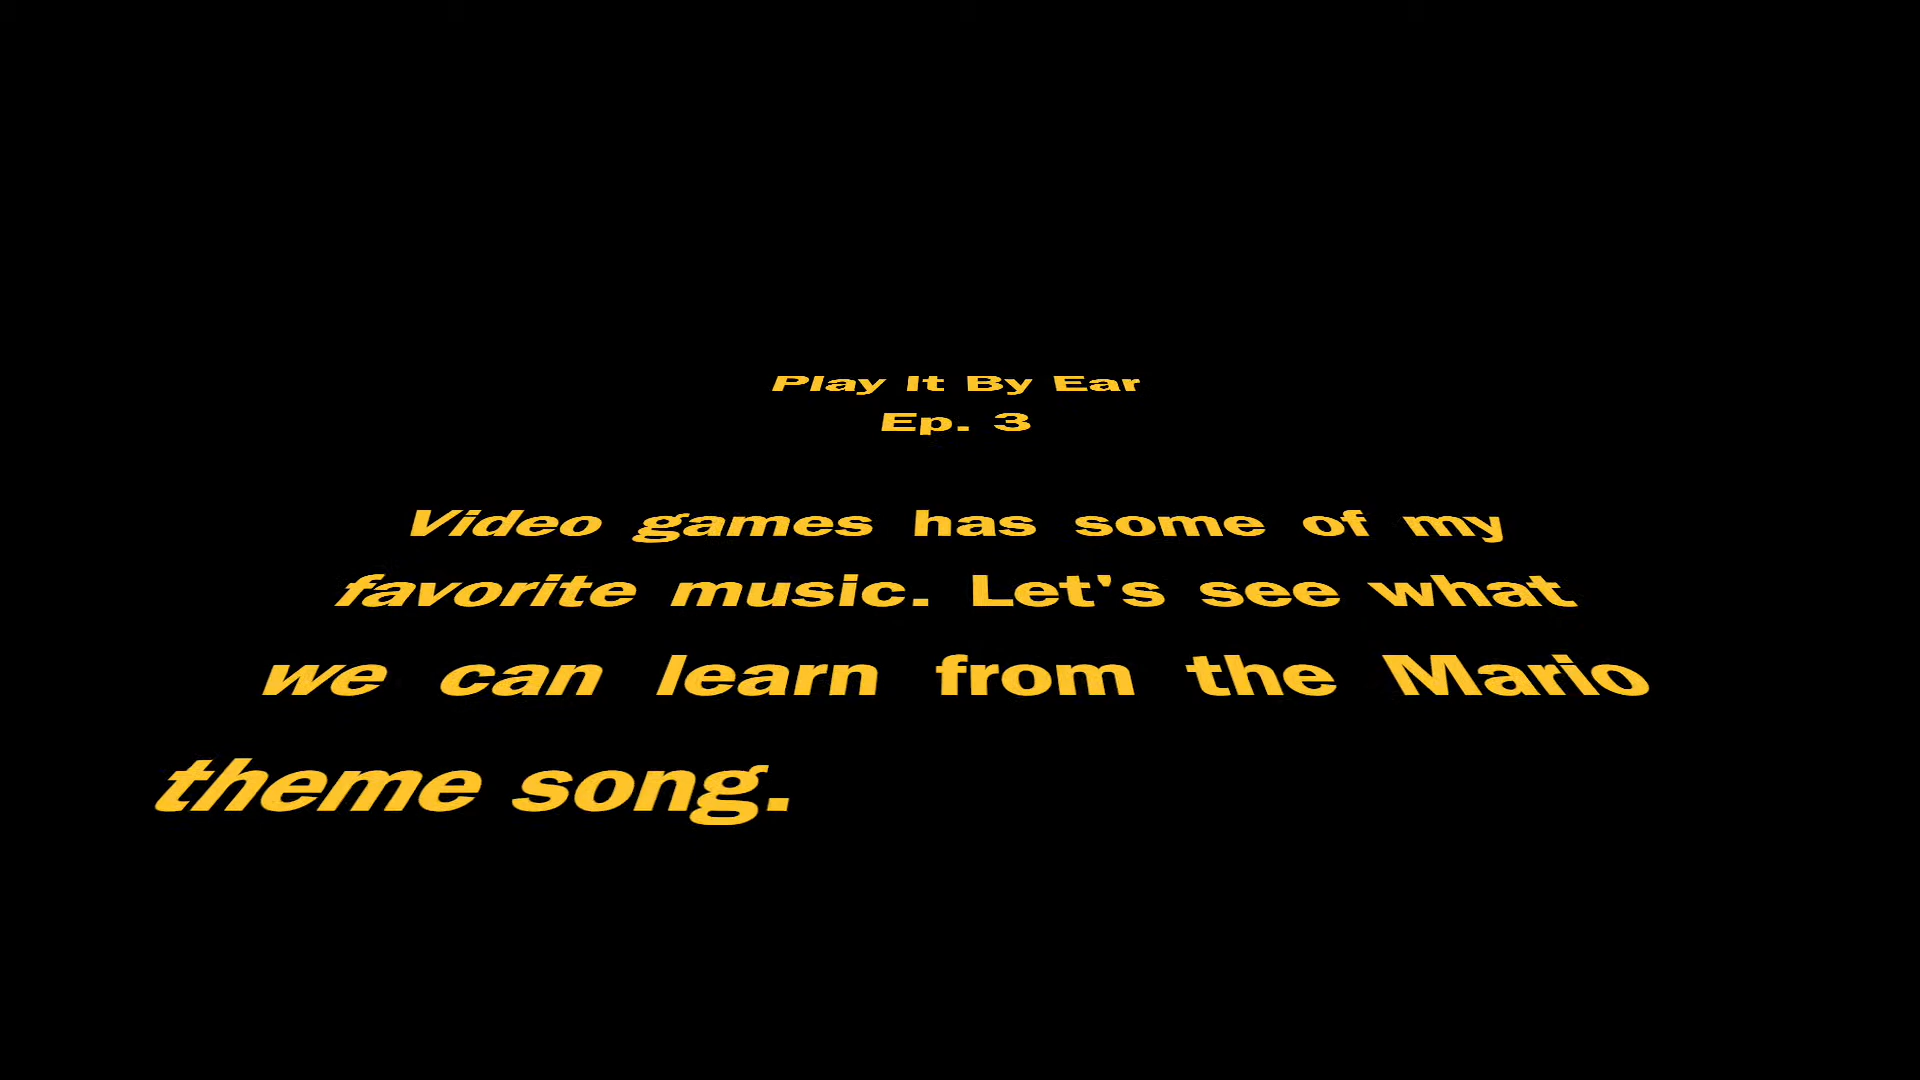 Play It By Ear
Ep. 3
Video games has some of my
favorite music. Let's see what
we can learn from the Mario
theme song.